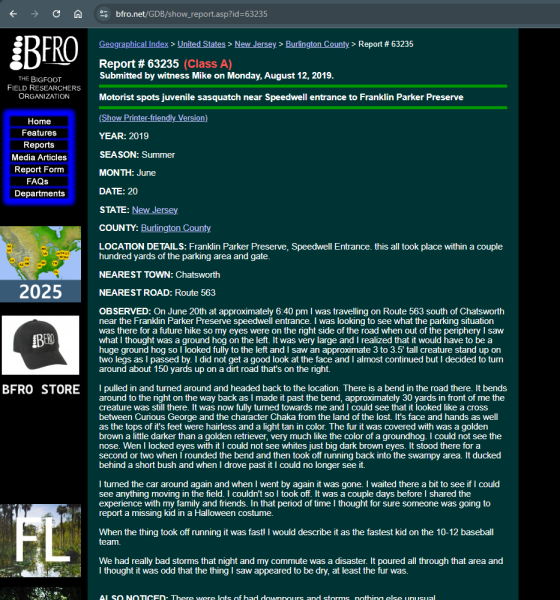 bfro.net/GDB/show_report.asp?id=63235
BFRO
THE BIGFOOT
FIELD RESEARCHERS
ORGANIZATION
Home
Features
Reports
Media Articles
Report Form
FAQs
Departments
2025
BFRO
BFRO STORE
FL
Geographical Index > United States > New Jersey > Burlington County > Report # 63235
Report # 63235 (Class A)
Submitted by witness Mike on Monday, August 12, 2019.
Motorist spots juvenile sasquatch near Speedwell entrance to Franklin Parker Preserve
(Show Printer-friendly Version)
YEAR: 2019
SEASON: Summer
MONTH: June
DATE: 20
STATE: New Jersey
COUNTY: Burlington County
LOCATION DETAILS: Franklin Parker Preserve, Speedwell Entrance. this all took place within a couple
hundred yards of the parking area and gate.
NEAREST TOWN: Chatsworth
NEAREST ROAD: Route 563
OBSERVED: On June 20th at approximately 6:40 pm I was travelling on Route 563 south of Chatsworth
near the Franklin Parker Preserve speedwell entrance. I was looking to see what the parking situation
was there for a future hike so my eyes were on the right side of the road when out of the periphery I saw
what I thought was a ground hog on the left. It was very large and I realized that it would have to be a
huge ground hog so I looked fully to the left and I saw an approximate 3 to 3.5' tall creature stand up on
two legs as I passed by. I did not get a good look at the face and I almost continued but I decided to turn
around about 150 yards up on a dirt road that's on the right.
I pulled in and turned around and headed back to the location. There is a bend in the road there. It bends
around to the right on the way back as I made it past the bend, approximately 30 yards in front of me the
creature was still there. It was now fully turned towards me and I could see that it looked like a cross
between Curious George and the character Chaka from the land of the lost. It's face and hands as well
as the tops of it's feet were hairless and a light tan in color. The fur it was covered with was a golden
brown a little darker than a golden retriever, very much like the color of a groundhog. I could not see the
nose. Wen I locked eyes with it I could not see whites just big dark brown eyes. It stood there for a
second or two when I rounded the bend and then took off running back into the swampy area. It ducked
behind a short bush and when I drove past it I could no longer see it.
I turned the car around again and when I went by again it was gone. I waited there a bit to see if I could
see anything moving in the field. I couldn't so I took off. It was a couple days before I shared the
experience with my family and friends. In that period of time I thought for sure someone was going to
report a missing kid in a Halloween costume.
When the thing took off running it was fast! I would describe it as the fastest kid on the 10-12 baseball
team.
We had really bad storms that night and my commute was a disaster. It poured all through that area and
I thought it was odd that the thing I saw appeared to be dry, at least the fur was.
ALSO NOTICED: There were lots of bad downpours and storms, nothing else unusual